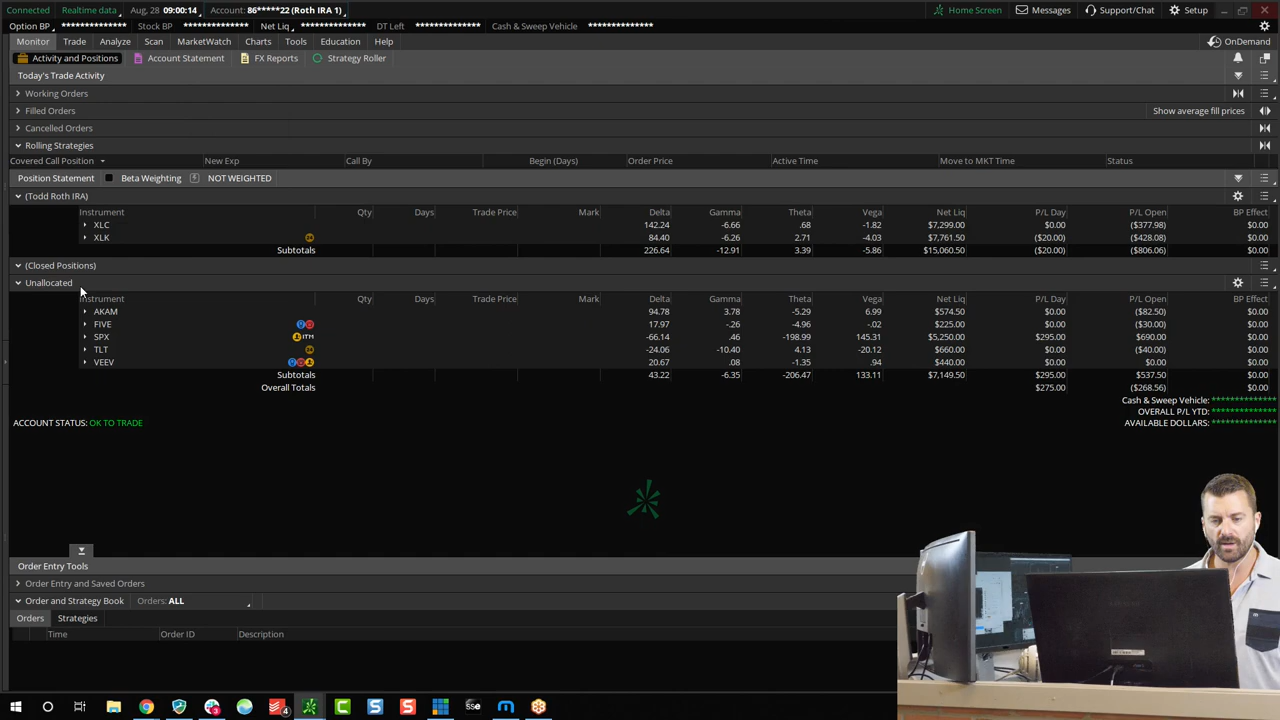 Connected Realtime data Aug, 28 09:00:14 Account: 86*****22 (Roth IRA 1) Home Screen Messages Support/Chat Setup
Option BP ************** Stock BP ************** Net Liq ************** DT Left ************** Cash & Sweep Vehicle **************
Monitor Trade Analyze Scan MarketWatch Charts Tools Education Help OnDemand
Activity and Positions Account Statement FX Reports Strategy Roller
Today's Trade Activity
Working Orders
Filled Orders Show average fill prices
Cancelled Orders
Rolling Strategies
Covered Call Position New Exp Call By Begin (Days) Order Price Active Time Move to MKT Time Status
Position Statement Beta Weighting NOT WEIGHTED
(Todd Roth IRA)
Instrument Qty Days Trade Price Mark Delta Gamma Theta Vega Net Liq P/L Day P/L Open BP Effect
XLC 142.24 -6.66 .68 -1.82 $7,299.00 $0.00 ($377.98) $0.00
XLK 84.40 -6.26 2.71 -4.03 $7,761.50 ($20.00) ($428.08) $0.00
Subtotals 226.64 -12.91 3.39 -5.86 $15,060.50 ($20.00) ($806.06) $0.00
(Closed Positions)
Unallocated
Instrument Qty Days Trade Price Mark Delta Gamma Theta Vega Net Liq P/L Day P/L Open BP Effect
AKAM 94.78 3.78 -5.29 6.99 $574.50 $0.00 ($82.50) $0.00
FIVE 17.97 -.26 -4.96 -.02 $225.00 $0.00 ($30.00) $0.00
SPX ITM -66.14 .46 -198.99 145.31 $5,250.00 $295.00 $690.00 $0.00
TLT -24.06 -10.40 4.13 -20.12 $660.00 $0.00 ($40.00) $0.00
VEEV 20.67 .08 -1.35 .94 $440.00 $0.00 $0.00 $0.00
Subtotals 43.22 -6.35 -206.47 133.11 $7,149.50 $295.00 $537.50 $0.00
Overall Totals $275.00 ($268.56) $0.00
Cash & Sweep Vehicle: **************
OVERALL P/L YTD: **************
ACCOUNT STATUS: OK TO TRADE AVAILABLE DOLLARS: **************
Order Entry Tools
Order Entry and Saved Orders
Order and Strategy Book Orders: ALL
Orders Strategies
Time Order ID Description